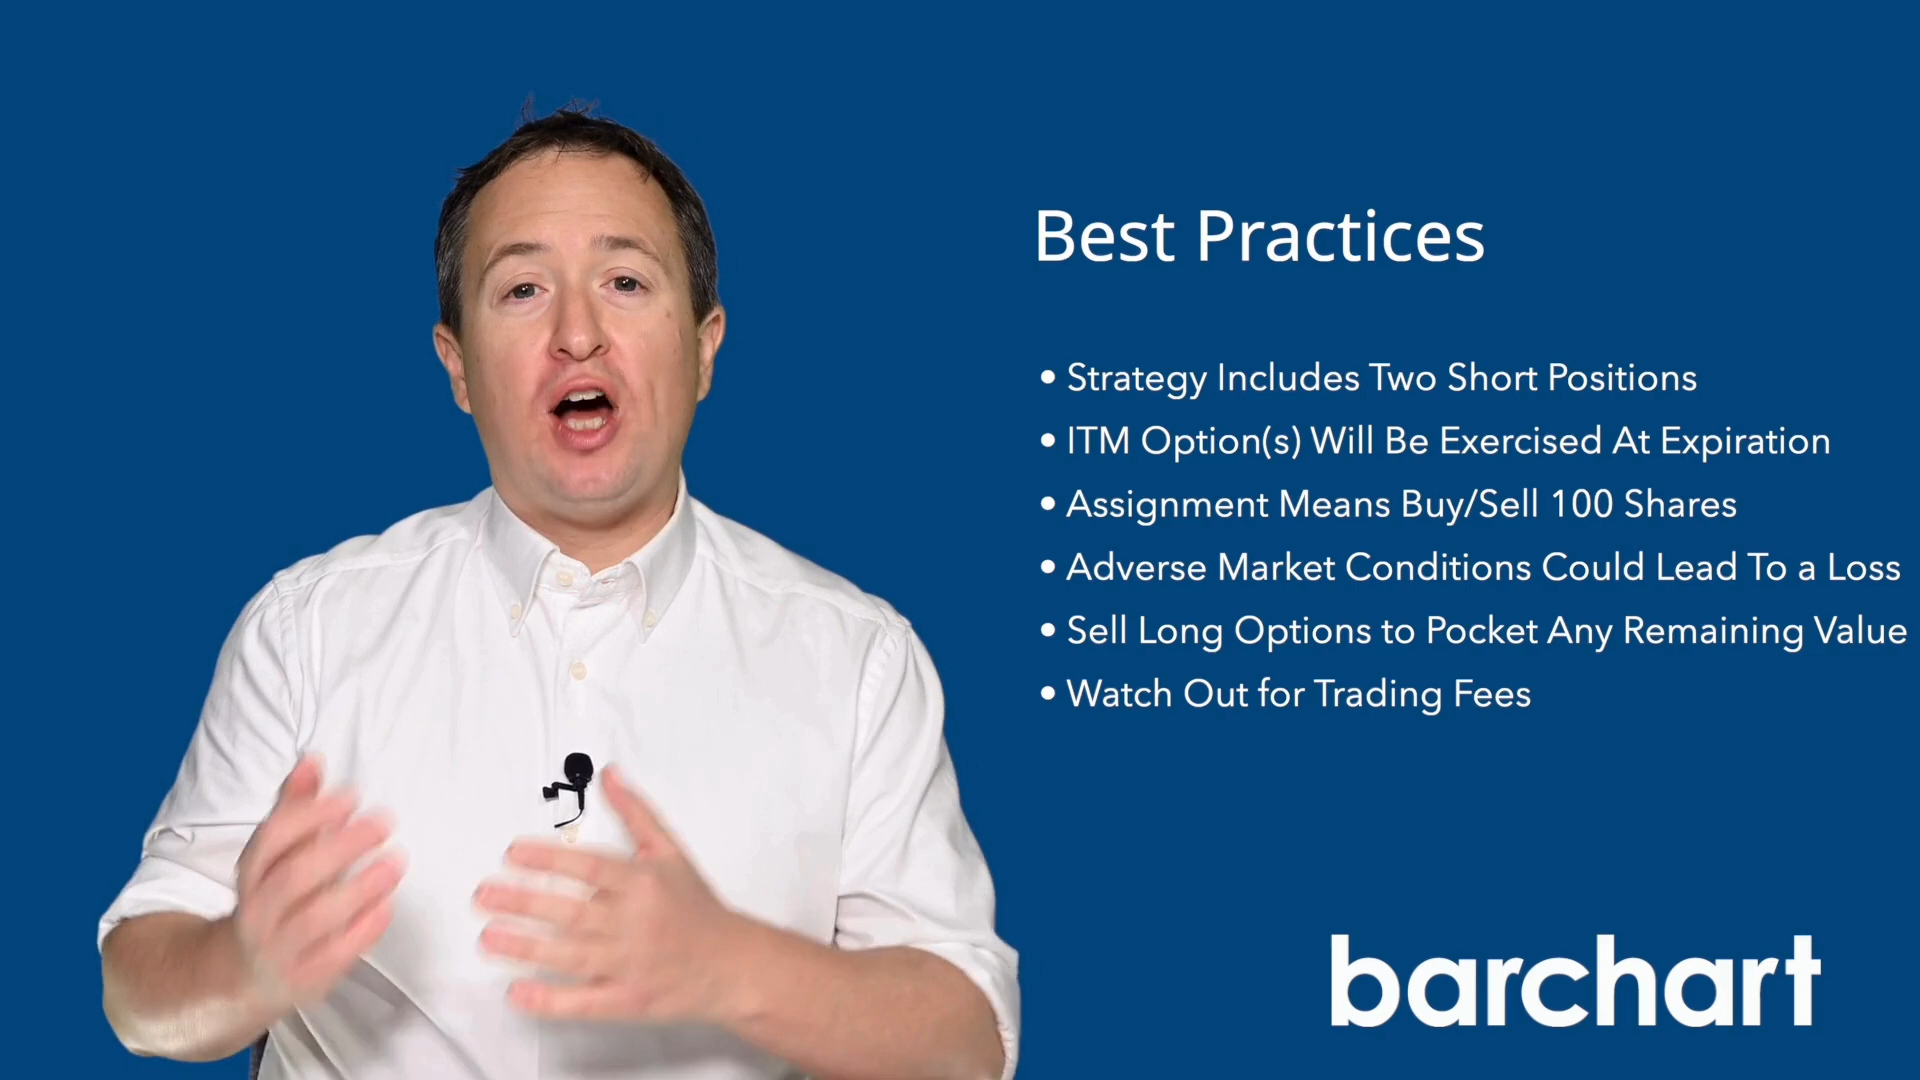 Best Practices
• Strategy Includes Two Short Positions
• ITM Option(s) Will Be Exercised At Expiration
• Assignment Means Buy/Sell 100 Shares
• Adverse Market Conditions Could Lead To a Loss
• Sell Long Options to Pocket Any Remaining Value
• Watch Out for Trading Fees
barchart